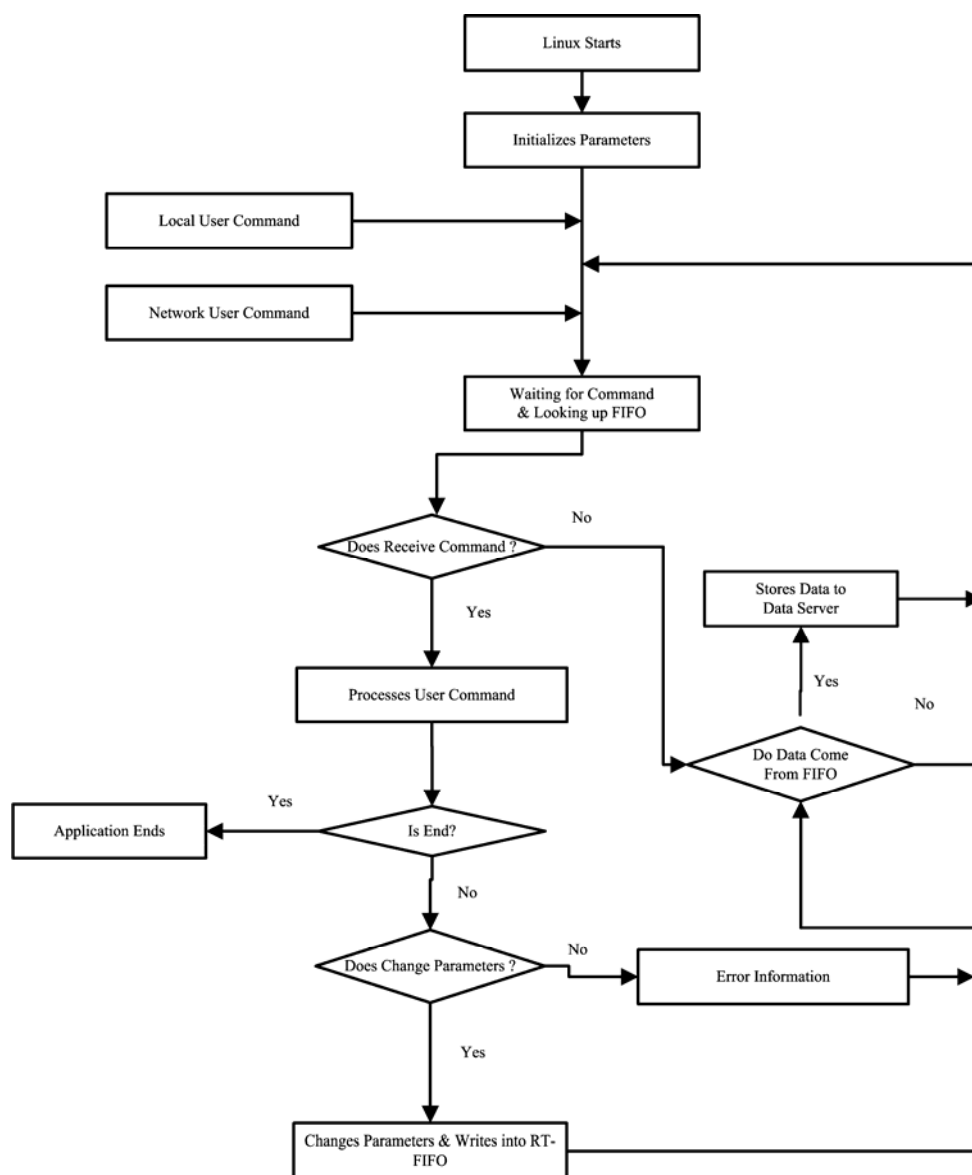 Linux Starts
Initializes Parameters
Local User Command
Network User Command
Waiting for Command
& Looking up FIFO
No
Does Receive Command ?
Stores Data to
Data Server
Yes
Processes User Command
Yes
No
Do Data Come
From FIFO
Yes
Application Ends
Is End?
No
No
Does Change Parameters ?
Error Information
Yes
Changes Parameters & Writes into RT-
FIFO